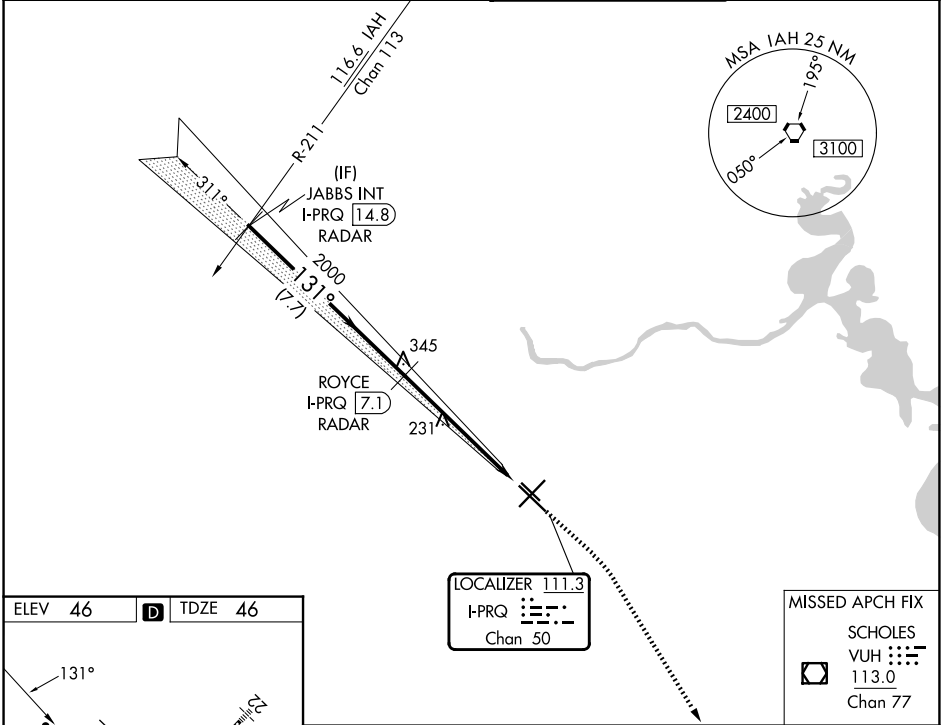 116.6 IAH
Chan 113
R-211
MSA IAH 25 NM
195°
2400
3100
050°
311°
(IF)
JABBS INT
I-PRQ 14.8
RADAR
2000
131°
(7.7)
345
ROYCE
I-PRQ 7.1
RADAR
231
LOCALIZER 111.3
I-PRQ
Chan 50
ELEV 46 D TDZE 46
131°
22
MISSED APCH FIX
SCHOLES
VUH
113.0
Chan 77